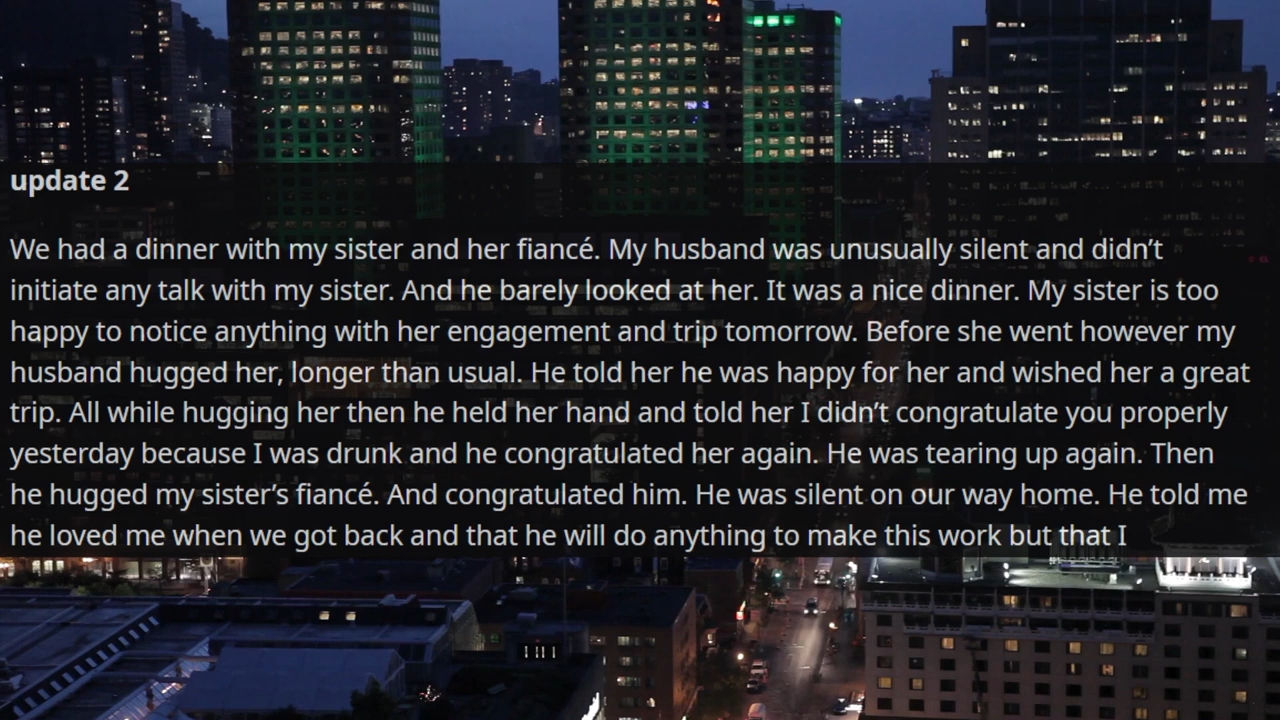 update 2
We had a dinner with my sister and her fiancé. My husband was unusually silent and didn’t
initiate any talk with my sister. And he barely looked at her. It was a nice dinner. My sister is too
happy to notice anything with her engagement and trip tomorrow. Before she went however my
husband hugged her, longer than usual. He told her he was happy for her and wished her a great
trip. All while hugging her then he held her hand and told her I didn’t congratulate you properly
yesterday because I was drunk and he congratulated her again. He was tearing up again. Then
he hugged my sister’s fiancé. And congratulated him. He was silent on our way home. He told me
he loved me when we got back and that he will do anything to make this work but that I